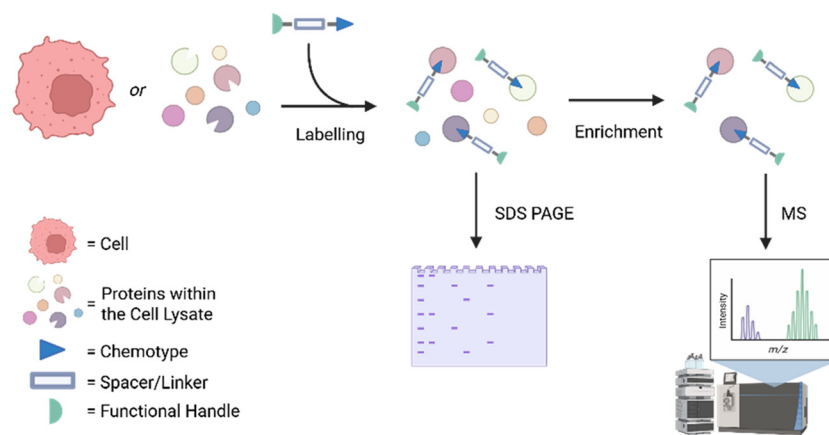 or
Labelling
Enrichment
SDS PAGE
MS
= Cell
= Proteins within
the Cell Lysate
= Chemotype
= Spacer/Linker
= Functional Handle
Intensity
m/z